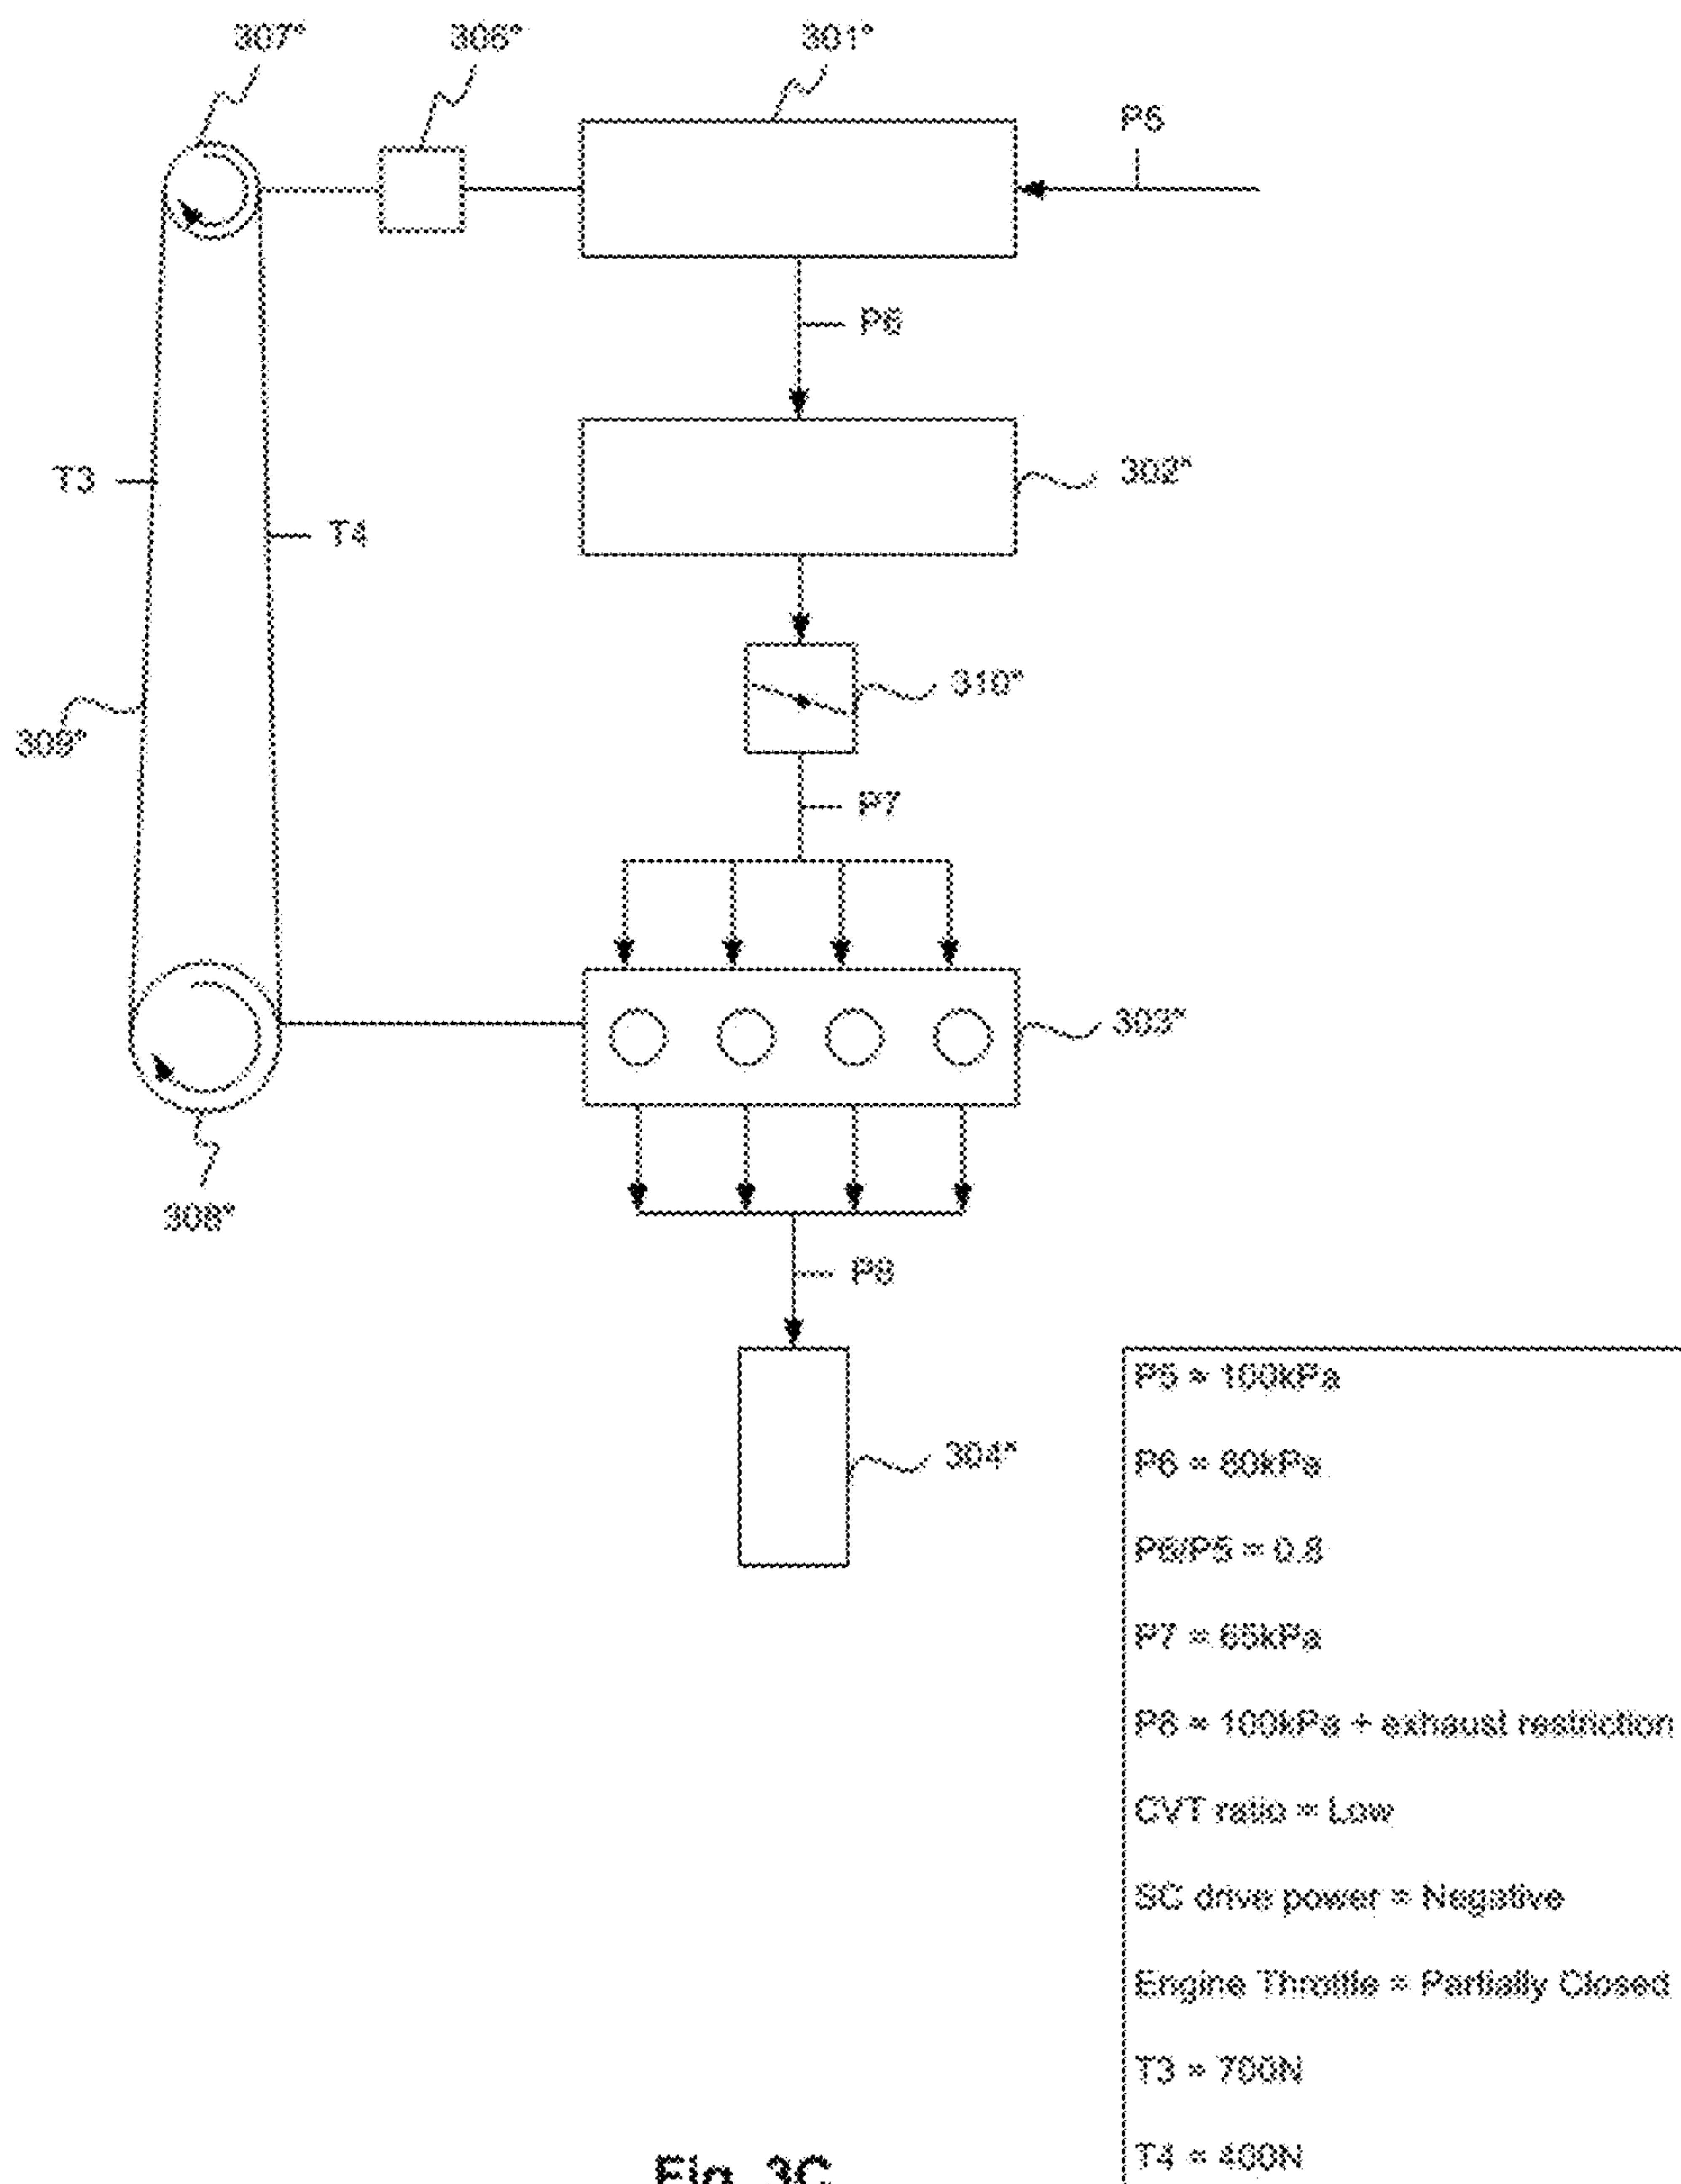 307"
306"
301"
P5
P6
302"
T3
T4
310"
309"
P7
303"
308"
P8
304"
P5 = 100kPa
P6 = 80kPa
P6/P5 = 0.8
P7 = 65kPa
P8 = 100kPa + exhaust restriction
CVT ratio = Low
SC drive power = Negative
Engine Throttle = Partially Closed
T3 = 700N
T4 = 400N
Fig. 3C